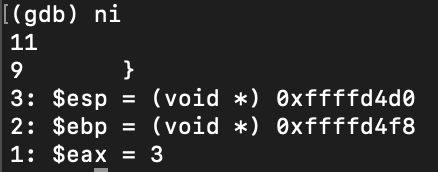 [(gdb) ni
11
9 }
3: $esp = (void *) 0xffffd4d0
2: $ebp = (void *) 0xffffd4f8
1: $eax = 3